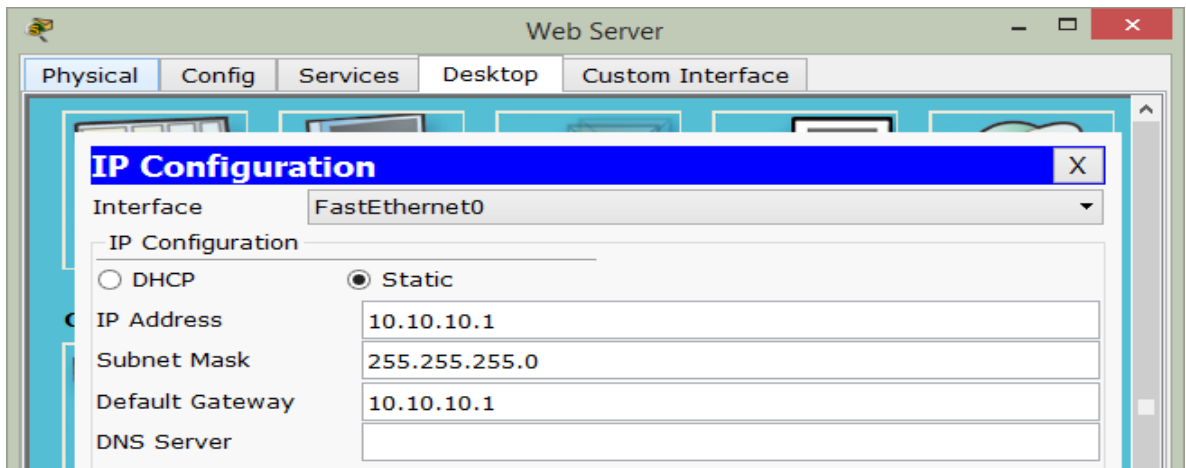 Web Server
Physical Config Services Desktop Custom Interface
IP Configuration X
Interface FastEthernet0
IP Configuration
DHCP Static
IP Address 10.10.10.1
Subnet Mask 255.255.255.0
Default Gateway 10.10.10.1
DNS Server